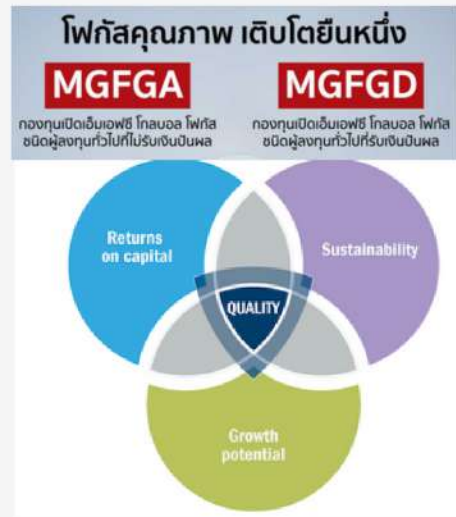 โฟกัสคุณภาพ เติบโตยืนหนึ่ง
MGFGA
กองทุนเปิดเอ็มเอฟซี โกลบอล โฟกัส
ชนิดผู้ลงทุนทั่วไปที่ไม่รับเงินปันผล
MGFGD
กองทุนเปิดเอ็มเอฟซี โกลบอล โฟกัส
ชนิดผู้ลงทุนทั่วไปที่รับเงินปันผล
Returns
on capital
Sustainability
QUALITY
Growth
potential